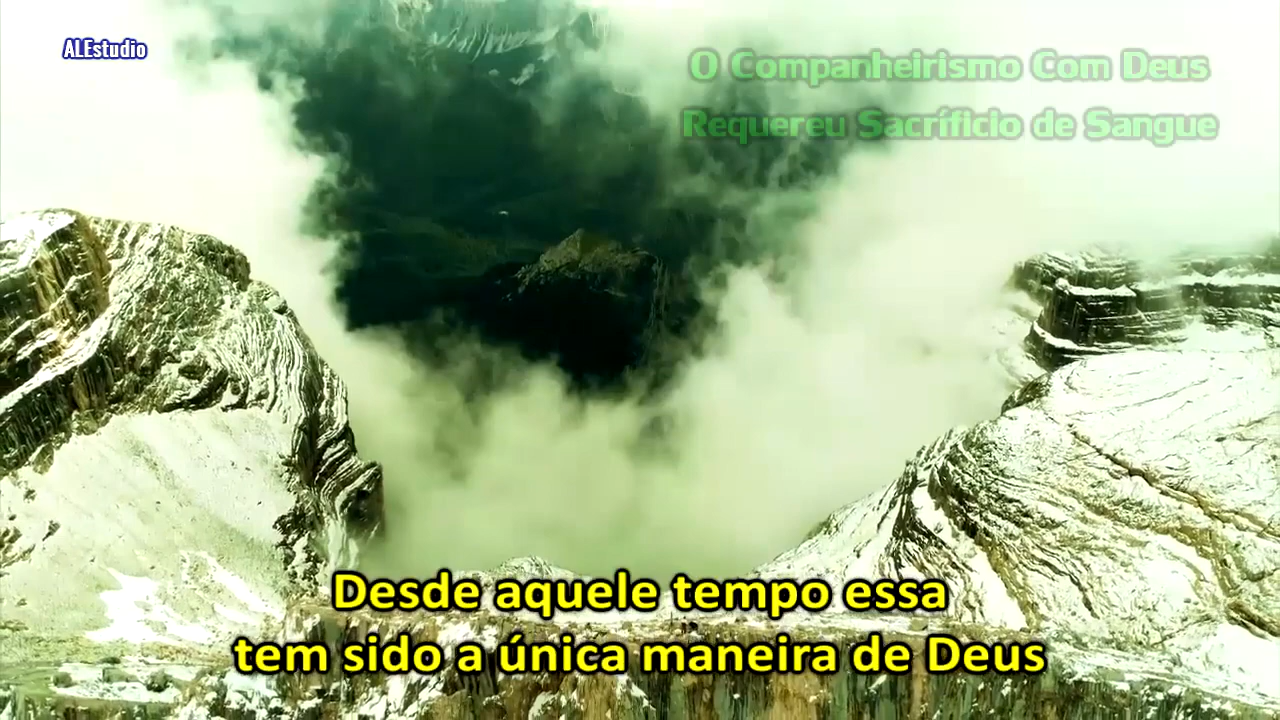 ALEstudio
O Companheirismo Com Deus
Requereu Sacrifício de Sangue
Desde aquele tempo essa
tem sido a única maneira de Deus